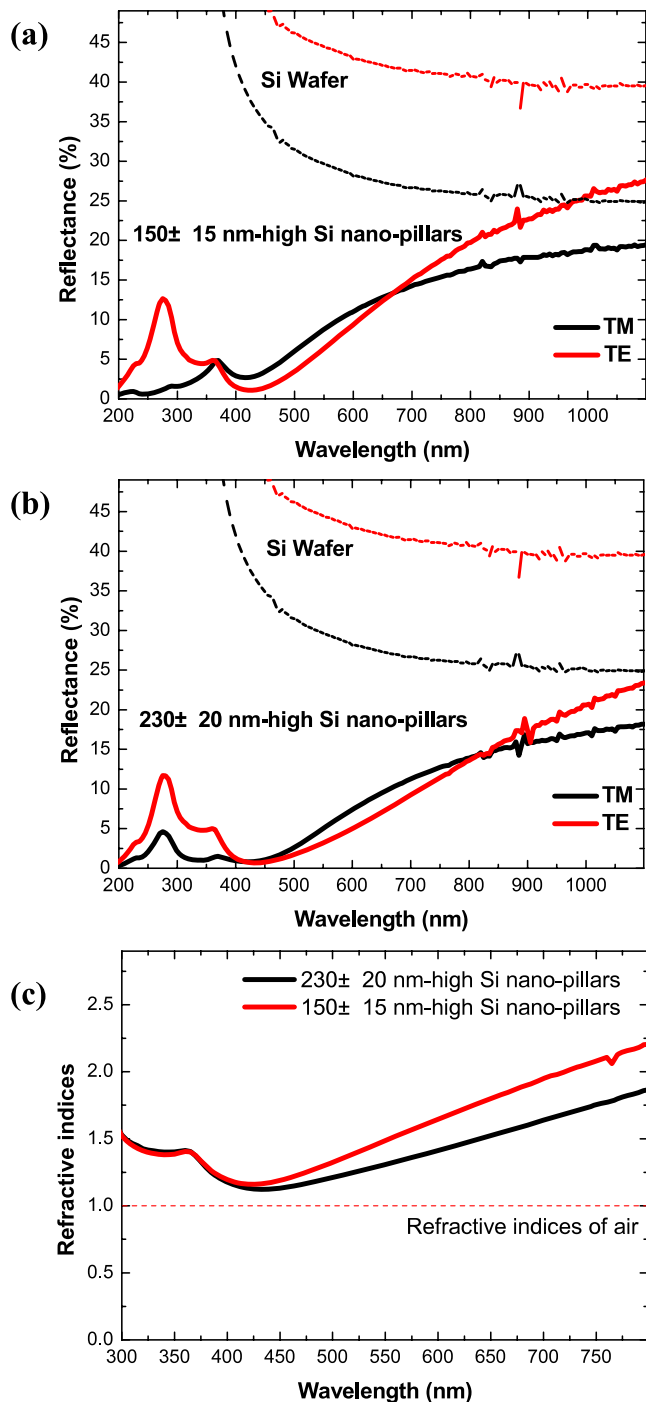 (a)
45
40
35
30
25
20
15
10
5
0
Reflectance (%)
Si Wafer
150± 15 nm-high Si nano-pillars
TM
TE
200 300 400 500 600 700 800 900 1000
Wavelength (nm)
(b)
45
40
35
30
25
20
15
10
5
0
Reflectance (%)
Si Wafer
230± 20 nm-high Si nano-pillars
TM
TE
200 300 400 500 600 700 800 900 1000
Wavelength (nm)
(c)
230± 20 nm-high Si nano-pillars
150± 15 nm-high Si nano-pillars
2.5
2.0
1.5
1.0
0.5
0.0
Refractive indices
Refractive indices of air
300 350 400 450 500 550 600 650 700 750
Wavelength (nm)